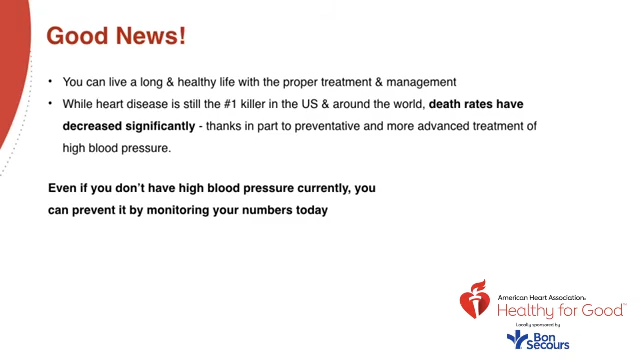 Good News!
• You can live a long & healthy life with the proper treatment & management
• While heart disease is still the #1 killer in the US & around the world, death rates have
decreased significantly - thanks in part to preventative and more advanced treatment of
high blood pressure.
Even if you don't have high blood pressure currently, you
can prevent it by monitoring your numbers today
American Heart Association®
Healthy for Good™
Locally sponsored by
Bon
Secours